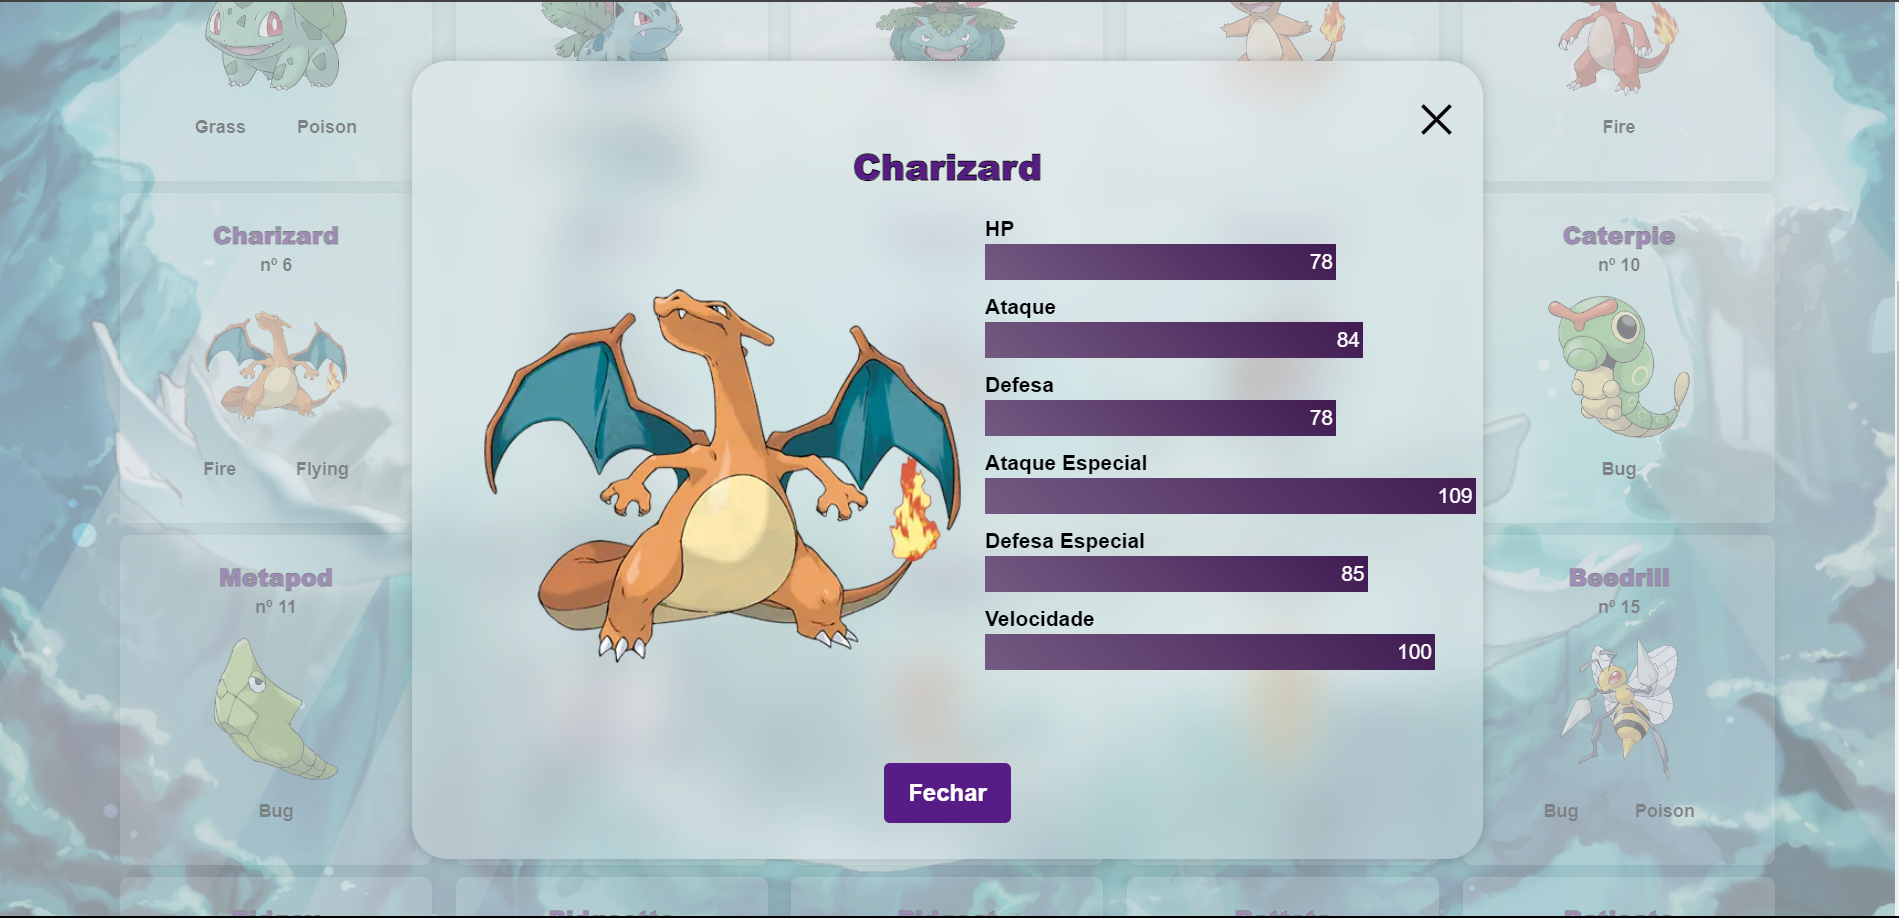 Grass Poison
Fire
Charizard
nº 6
Fire Flying
Metapod
nº 11
Bug
Charizard
HP
78
Ataque
84
Defesa
78
Ataque Especial
109
Defesa Especial
85
Velocidade
100
Fechar
Caterpie
nº 10
Bug
Beedrill
nº 15
Bug Poison